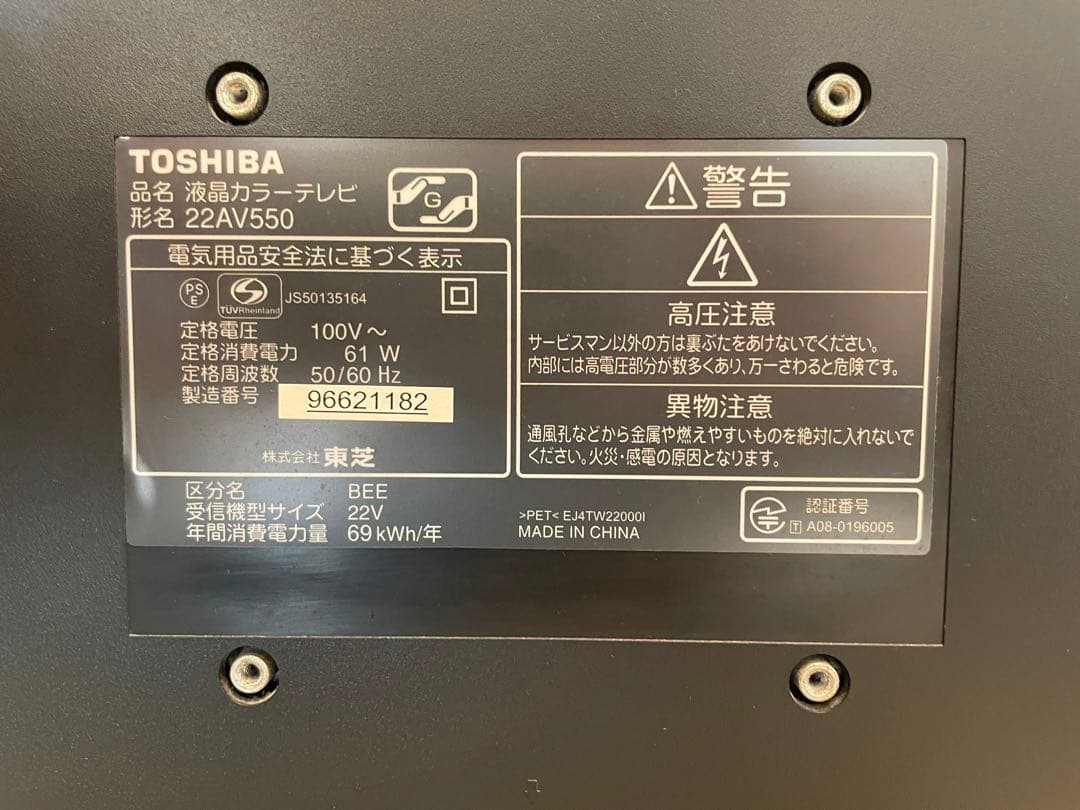 TOSHIBA
品名 液晶カラーテレビ
形名 22AV550
G
電気用品安全法に基づく表示
PS
E
TÜVRheinland
JS50135164
定格電圧 100V～
定格消費電力 61 W
定格周波数 50/60 Hz
製造番号 96621182
株式会社 東芝
区分名 BEE
受信機型サイズ 22V
年間消費電力量 69kWh/年
警告
高圧注意
サービスマン以外の方は裏ぶたをあけないでください。
内部には高電圧部分が数多くあり、万一さわると危険です。
異物注意
通風孔などから金属や燃えやすいものを絶対に入れないで
ください。火災・感電の原因となります。
>PET< EJ4TW22000I
MADE IN CHINA
認証番号
T A08-0196005